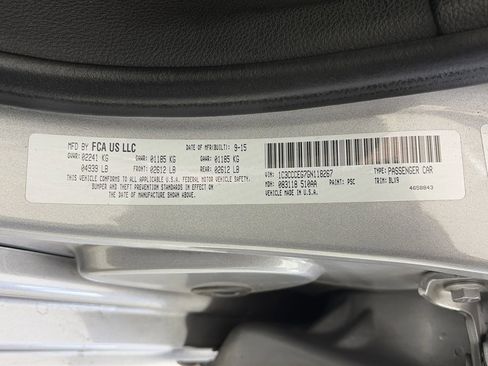 MFD BY FCA US LLC DATE OF MFR(BUILT): 9-15
GVWR: 02241 KG GAWR: 01185 KG GAWR: 01185 KG
04939 LB FRONT: 02612 LB REAR: 02612 LB
THIS VEHICLE CONFORMS TO ALL APPLICABLE U.S.A. FEDERAL MOTOR VEHICLE SAFETY,
BUMPER AND THEFT PREVENTION STANDARDS IN EFFECT ON
THE DATE OF MANUFACTURE SHOWN ABOVE.
VIN: 1C3CCCEG7GN118267 TYPE: PASSENGER CAR
MDH: 083118 510AA PAINT: PSC TRIM: BLV9
VEHICLE MADE IN U.S.A. 4658843